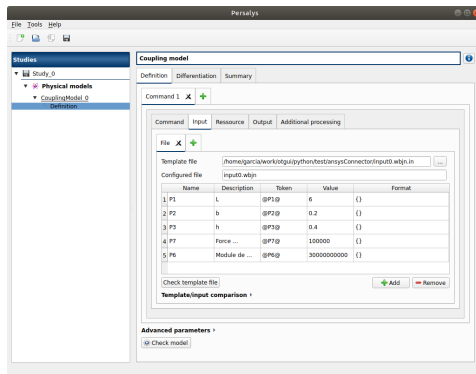 Persalys
File Tools Help
Studies
Study_0
Physical models
CouplingModel_0
Definition
Coupling model
Definition Differentiation Summary
Command 1
Command Input Ressource Output Additional processing
File
Template file /home/garcia/work/otgui/python/test/ansysConnector/input0.wbjn.in ...
Configured file input0.wbjn
Name Description Token Value Format
1 P1 L @P1@ 6 {}
2 P2 b @P2@ 0.2 {}
3 P3 h @P3@ 0.4 {}
4 P7 Force ... @P7@ 100000 {}
5 P6 Module de ... @P6@ 30000000000 {}
Check template file Add Remove
Template/input comparison
Advanced parameters
Check model